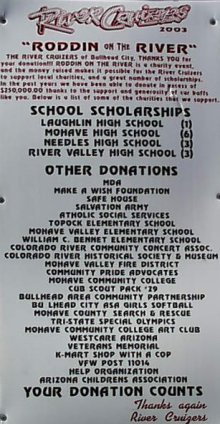 RIVER CRUIZERS
2003
"RODDIN ON THE RIVER"
THE RIVER CRUIZERS of Bullhead City, THANKS YOU for
your donation!!! RODDIN ON THE RIVER is a charity event,
and the money raised makes it possible for the River Cruizers
to support local charities, and a great number of scholarships.
In the past years we have been able to donate in excess of
$250,000.00 thanks to the support and generosity of car buffs
like you. Below is a list of some of the charities that we support.
SCHOOL SCHOLARSHIPS
LAUGHLIN HIGH SCHOOL (1)
MOHAVE HIGH SCHOOL (6)
NEEDLES HIGH SCHOOL (3)
RIVER VALLEY HIGH SCHOOL (3)
OTHER DONATIONS
MDA
MAKE A WISH FOUNDATION
SAFE HOUSE
SALVATION ARMY
CATHOLIC SOCIAL SERVICES
TOPOCK ELEMENTARY SCHOOL
MOHAVE VALLEY ELEMENTARY SCHOOL
WILLIAM C. BENNET ELEMENTARY SCHOOL
COLORADO RIVER COMMUNITY CONCERT ASSOC.
COLORADO RIVER HISTORICAL SOCIETY & MUSEUM
MOHAVE VALLEY FIRE DISTRICT
COMMUNITY PRIDE ADVOCATES
MOHAVE COMMUNITY COLLEGE
CUB SCOUT PACK '29
BULLHEAD AREA COMMUNITY PARTNERSHIP
BULLHEAD CITY ASA GIRLS SOFTBALL
MOHAVE COUNTY SEARCH & RESCUE
TRI-STATE SPECIAL OLYMPICS
MOHAVE COMMUNITY COLLEGE ART CLUB
WESTCARE ARIZONA
VETERANS MEMORIAL
K-MART SHOP WITH A COP
VFW POST 11014
HELP ORGANIZATION
ARIZONA CHILDRENS ASSOCIATION
YOUR DONATION COUNTS
Thanks again
River Cruizers